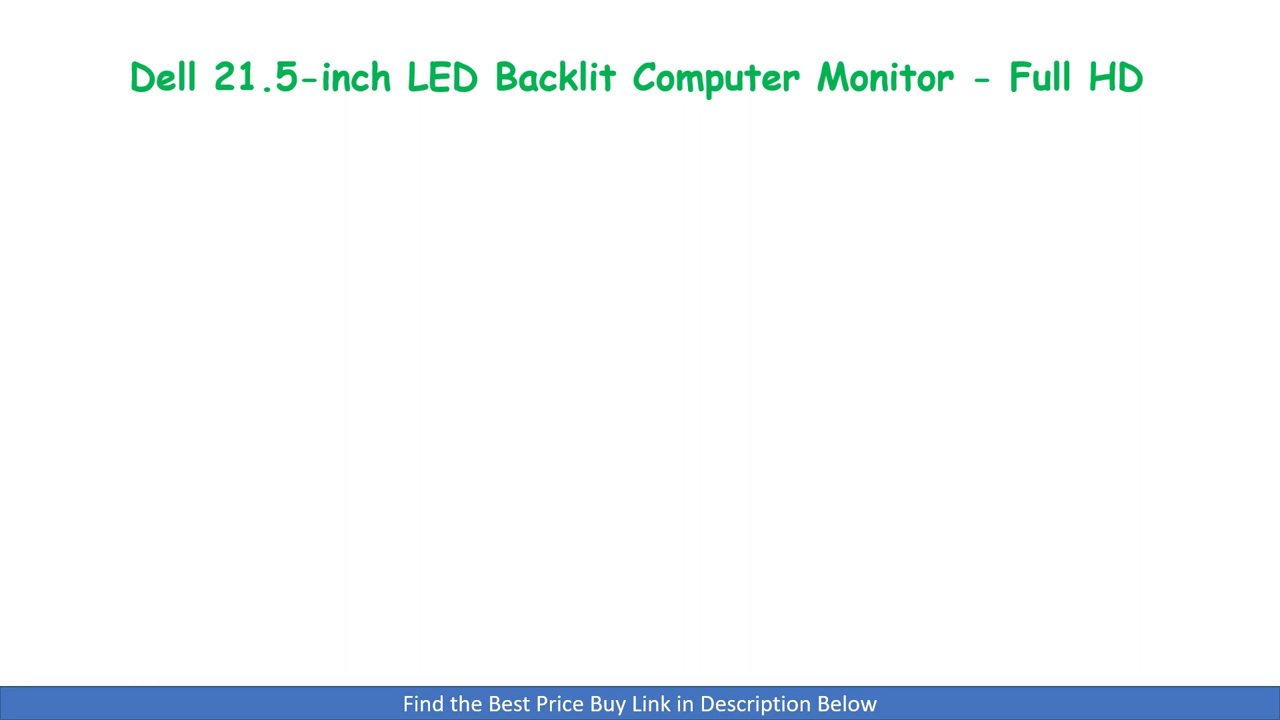 Dell 21.5-inch LED Backlit Computer Monitor - Full HD
Find the Best Price Buy Link in Description Below